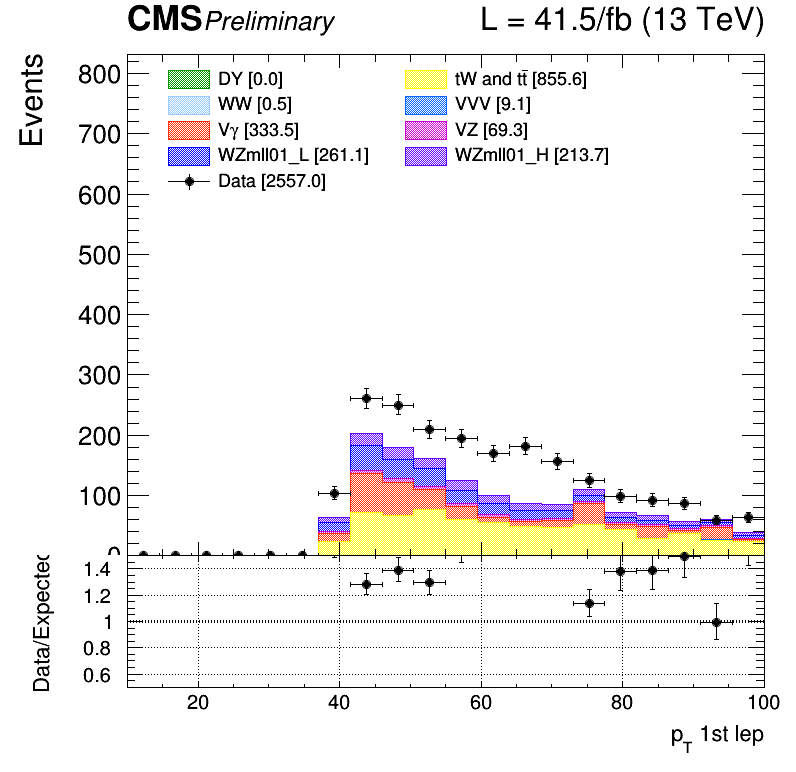 CMS Preliminary L = 41.5/fb (13 TeV)
Events
800
700
600
500
400
300
200
100
0
DY [0.0]
tW and tt̄ [855.6]
WW [0.5]
VVV [9.1]
Vγ [333.5]
VZ [69.3]
WZmll01_L [261.1]
WZmll01_H [213.7]
Data [2557.0]
Data/Expected
1.4
1.2
1
0.8
0.6
20 40 60 80 100
p_T 1st lep